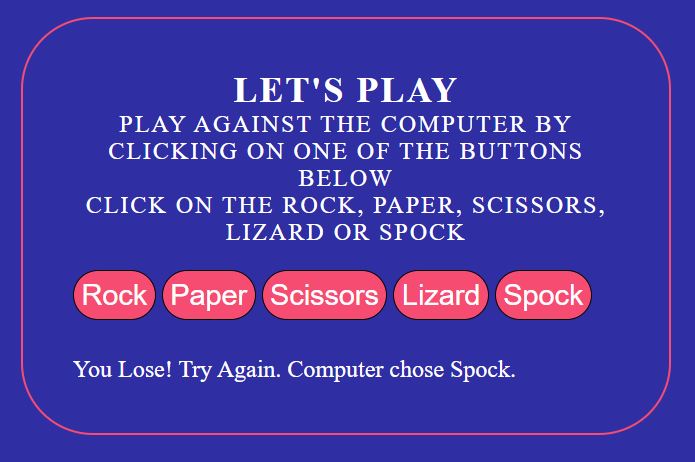 LET'S PLAY
PLAY AGAINST THE COMPUTER BY
CLICKING ON ONE OF THE BUTTONS
BELOW
CLICK ON THE ROCK, PAPER, SCISSORS,
LIZARD OR SPOCK
Rock Paper Scissors Lizard Spock
You Lose! Try Again. Computer chose Spock.